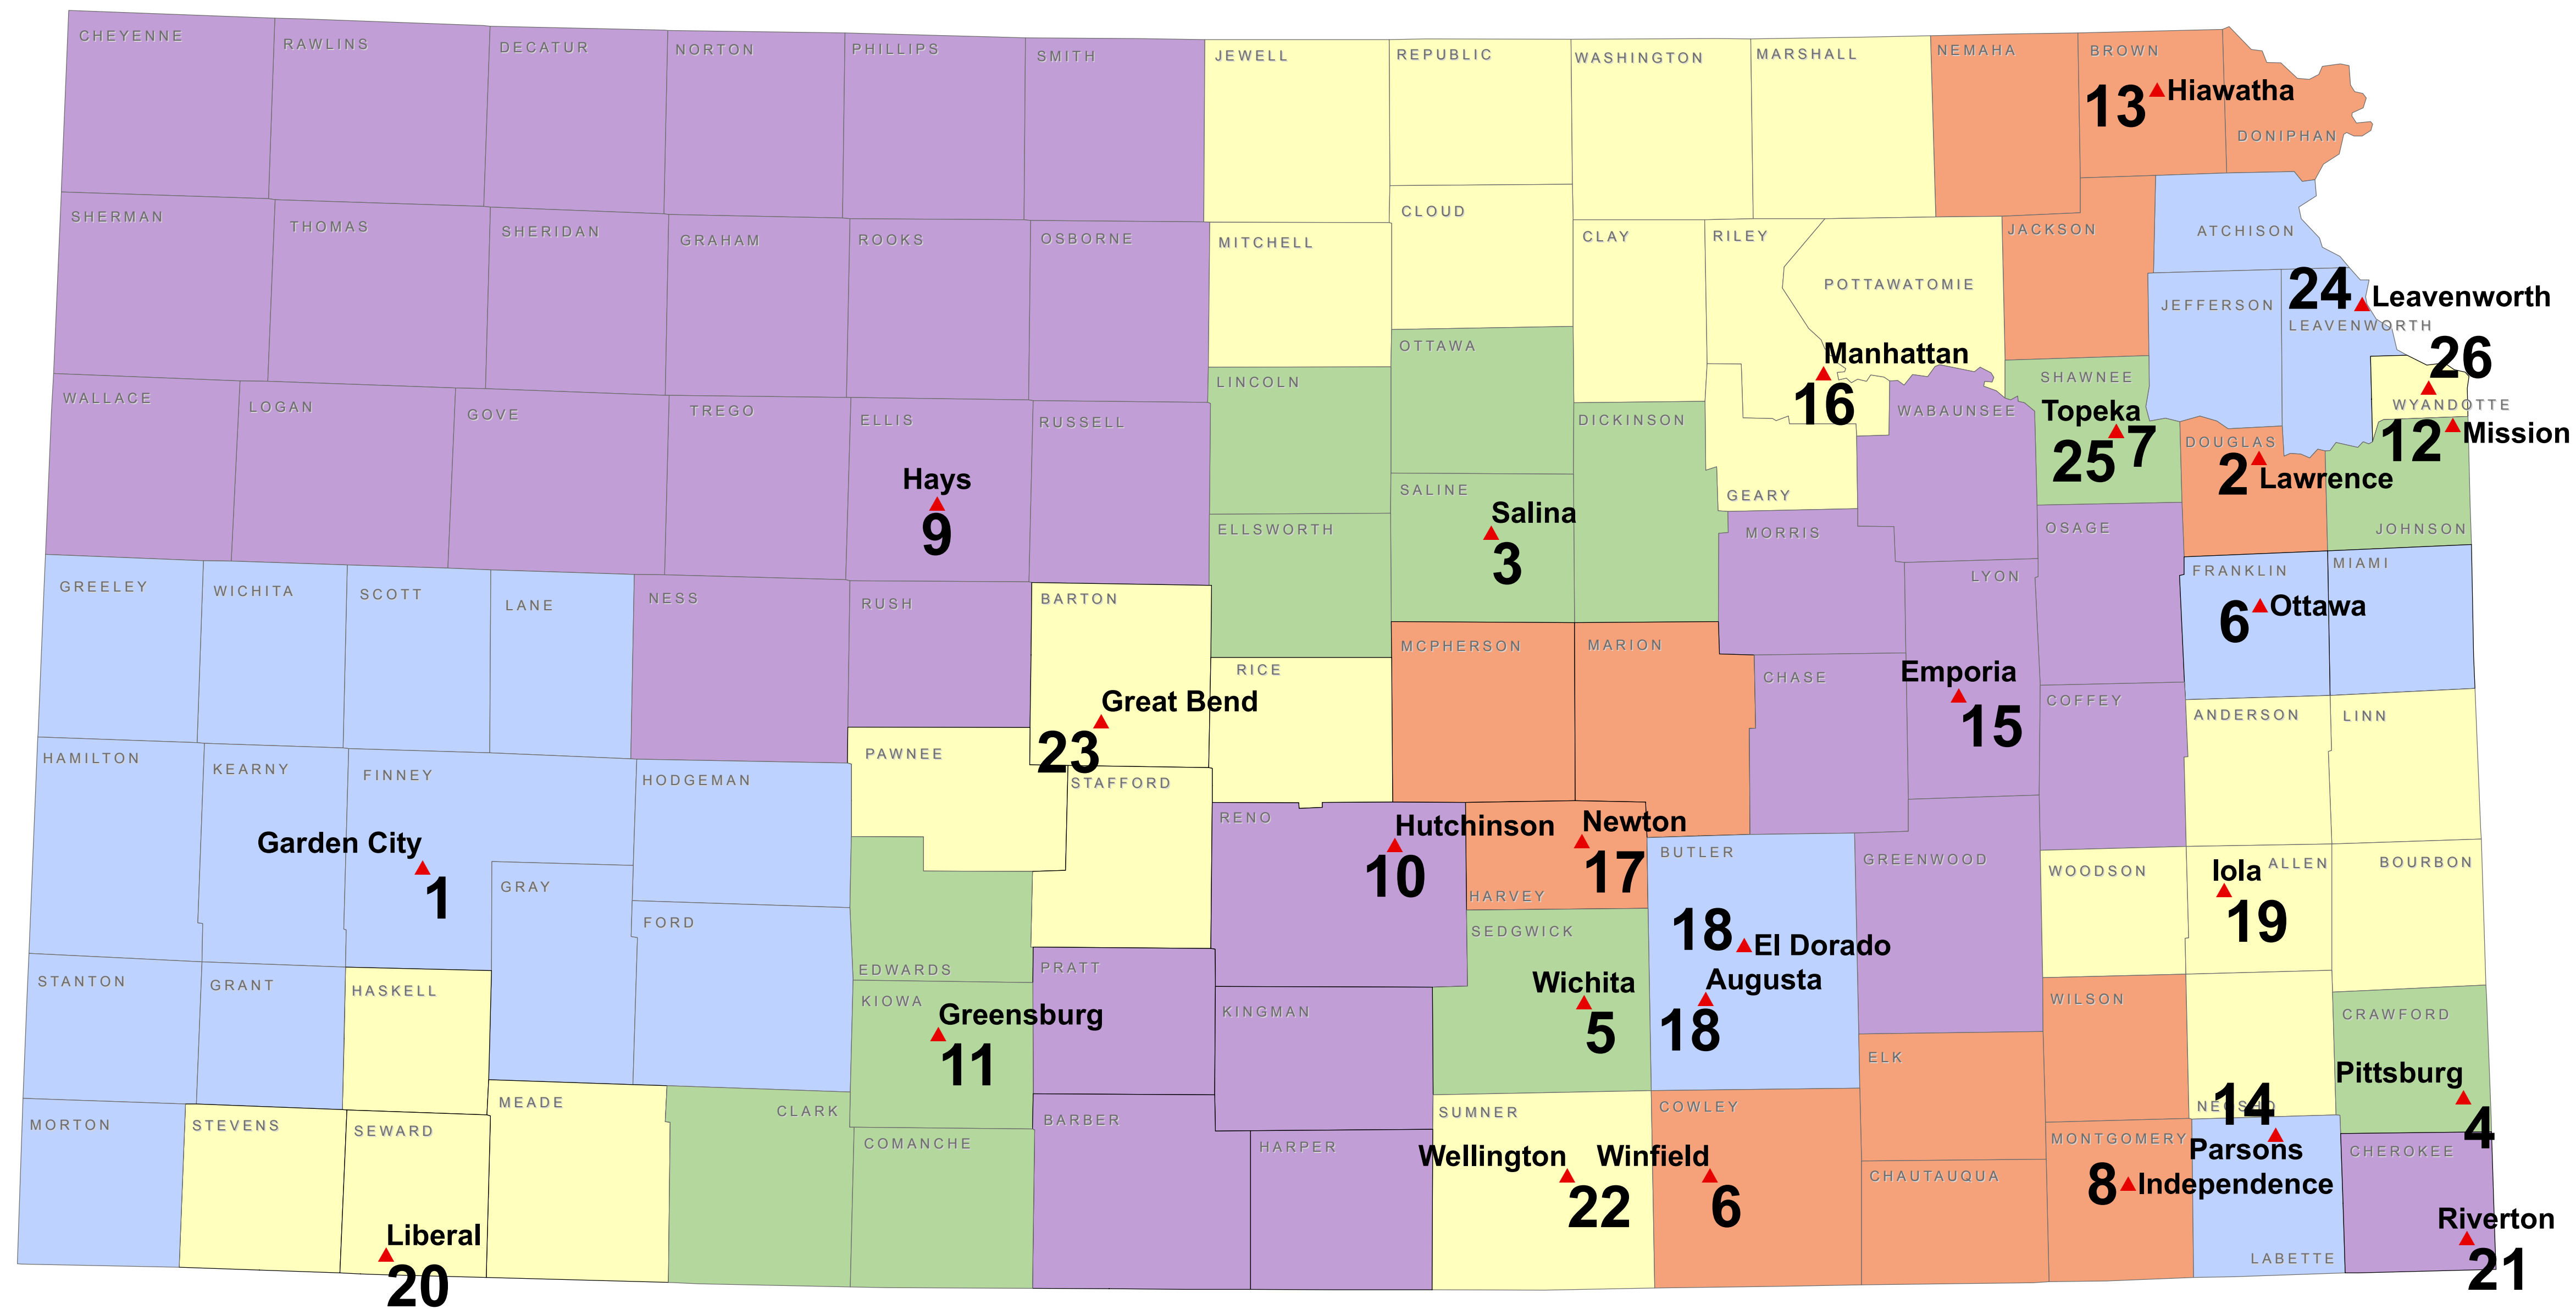 CHEYENNE
RAWLINS
DECATUR
NORTON
PHILLIPS
SMITH
JEWELL
REPUBLIC
WASHINGTON
MARSHALL
NEMAHA
BROWN
13 Hiawatha
DONIPHAN
SHERMAN
THOMAS
SHERIDAN
GRAHAM
ROOKS
OSBORNE
MITCHELL
CLOUD
CLAY
RILEY
POTTAWATOMIE
JACKSON
ATCHISON
JEFFERSON
24 Leavenworth
LEAVENWORTH
26
WYANDOTTE
12 Mission
JOHNSON
WALLACE
LOGAN
GOVE
TREGO
ELLIS
Hays
9
RUSSELL
LINCOLN
OTTAWA
DICKINSON
Manhattan
16
GEARY
WABAUNSEE
SHAWNEE
Topeka
25 7
DOUGLAS
2 Lawrence
ELLSWORTH
SALINE
Salina
3
MORRIS
LYON
OSAGE
FRANKLIN
6 Ottawa
MIAMI
GREELEY
WICHITA
SCOTT
LANE
NESS
RUSH
BARTON
Great Bend
23
RICE
MCPHERSON
MARION
CHASE
Emporia
15
COFFEY
ANDERSON
LINN
HAMILTON
KEARNY
FINNEY
Garden City
1
HODGEMAN
PAWNEE
STAFFORD
RENO
Hutchinson
10
Newton
17
HARVEY
BUTLER
18 El Dorado
Augusta
18
GREENWOOD
WOODSON
Iola
19
ALLEN
BOURBON
GRAY
FORD
EDWARDS
PRATT
KINGMAN
SEDGWICK
Wichita
5
STANTON
GRANT
HASKELL
KIOWA
Greensburg
11
ELK
WILSON
NEOSHO
14
Parsons
CRAWFORD
Pittsburg
4
MORTON
STEVENS
SEWARD
Liberal
20
MEADE
CLARK
COMANCHE
BARBER
HARPER
SUMNER
Wellington
22
COWLEY
Winfield
6
CHAUTAUQUA
MONTGOMERY
8 Independence
LABETTE
CHEROKEE
Riverton
21